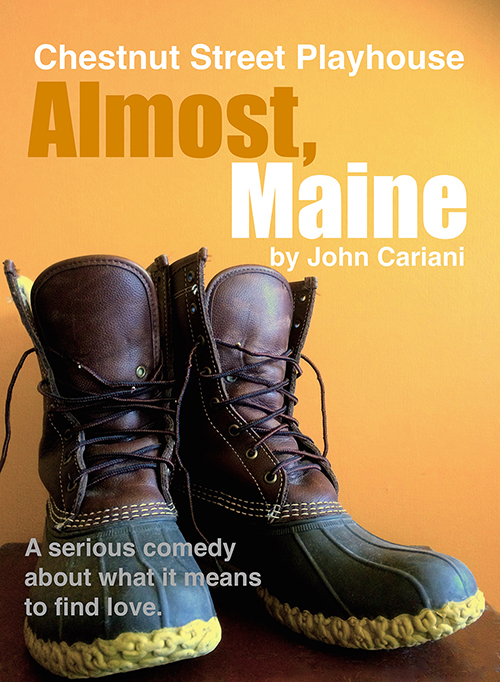 Chestnut Street Playhouse
Almost,
Maine
by John Cariani
A serious comedy
about what it means
to find love.